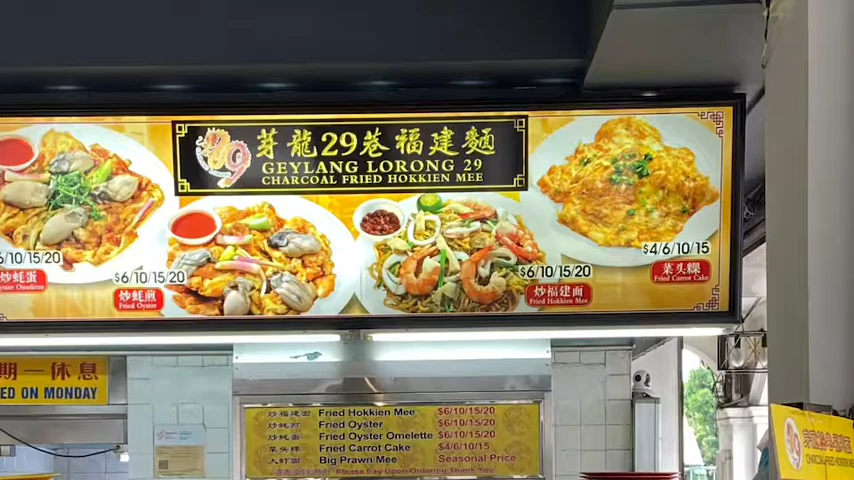 芽龍29巷福建麵
GEYLANG LORONG 29
CHARCOAL FRIED HOKKIEN MEE
$4/6/10/15
菜头粿
Fried Carrot Cake
/10/15/20
炒蚝蛋
Oyster Omelette
$6/10/15/20
炒蚝煎
Fried Oyster
$6/10/15/20
炒福建面
Fried Hokkien Mee
期一休息
ED ON MONDAY
炒福建面 Fried Hokkien Mee $6/10/15/20
炒蚝煎 Fried Oyster $6/10/15/20
炒蚝蛋 Fried Oyster Omelette $6/10/15/20
菜头粿 Fried Carrot Cake $4/6/10/15
大虾面 Big Prawn Mee Seasonal Price
PLEASE PAY UPON ORDERING. THANK YOU.